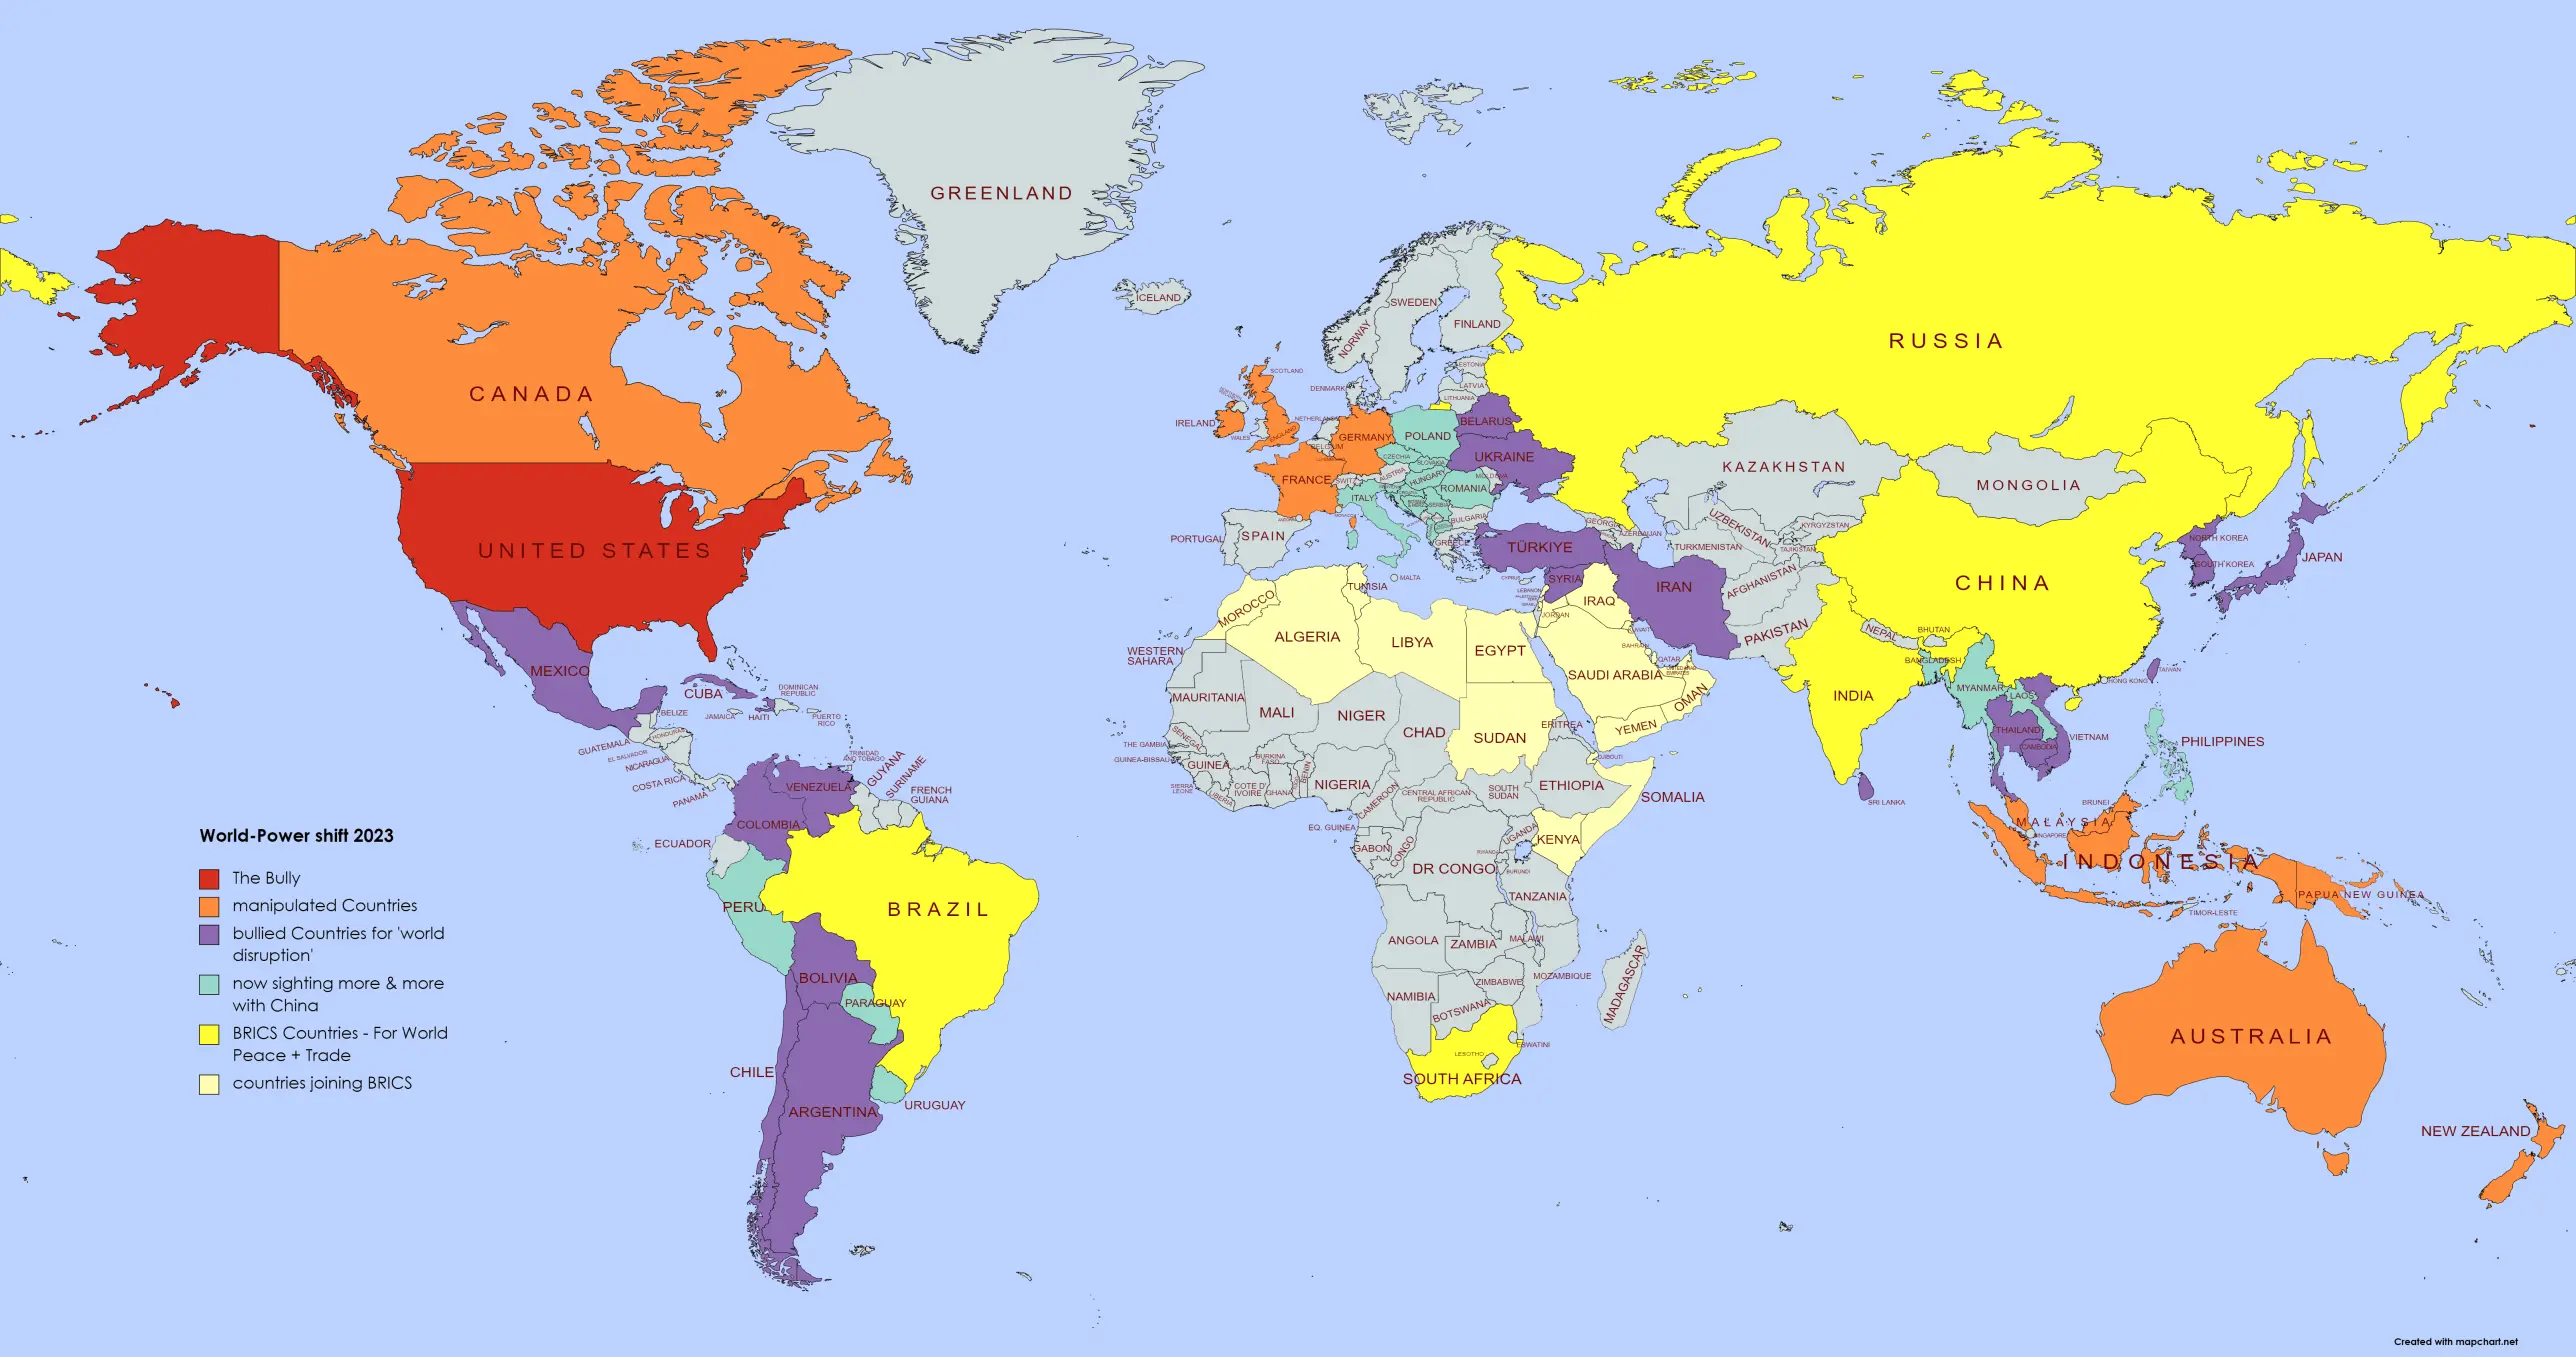 GREENLAND
ICELAND
SWEDEN
NORWAY
FINLAND
RUSSIA
CANADA
SCOTLAND
ESTONIA
LATVIA
LITHUANIA
DENMARK
IRELAND
WALES
ENGLAND
NETHERLANDS
BELGIUM
GERMANY
POLAND
BELARUS
UKRAINE
CZECHIA
SLOVAKIA
AUSTRIA
HUNGARY
MOLDOVA
ROMANIA
FRANCE
SWITZ.
ITALY
SERBIA
BULGARIA
ANDORRA
MONACO
KAZAKHSTAN
MONGOLIA
UNITED STATES
PORTUGAL
SPAIN
GREECE
TÜRKIYE
GEORGIA
AZERBAIJAN
UZBEKISTAN
KYRGYZSTAN
TURKMENISTAN
TAJIKISTAN
NORTH KOREA
SOUTH KOREA
JAPAN
CHINA
MALTA
CYPRUS
SYRIA
LEBANON
ISRAEL
IRAQ
IRAN
AFGHANISTAN
MOROCCO
TUNISIA
ALGERIA
LIBYA
EGYPT
JORDAN
KUWAIT
PAKISTAN
NEPAL
BHUTAN
WESTERN
SAHARA
BAHRAIN
QATAR
UNITED ARAB
EMIRATES
SAUDI ARABIA
OMAN
YEMEN
BANGLADESH
INDIA
MYANMAR
LAOS
HONG KONG
TAIWAN
MEXICO
CUBA
DOMINICAN
REPUBLIC
BELIZE
JAMAICA
HAITI
PUERTO
RICO
GUATEMALA
HONDURAS
EL SALVADOR
NICARAGUA
COSTA RICA
PANAMA
TRINIDAD
AND TOBAGO
VENEZUELA
GUYANA
SURINAME
FRENCH
GUIANA
COLOMBIA
ECUADOR
MAURITANIA
MALI
NIGER
CHAD
SUDAN
ERITREA
DJIBOUTI
SENEGAL
THE GAMBIA
GUINEA-BISSAU
GUINEA
SIERRA
LEONE
LIBERIA
COTE D'
IVOIRE
BURKINA
FASO
GHANA
TOGO
BENIN
NIGERIA
CAMEROON
CENTRAL AFRICAN
REPUBLIC
SOUTH
SUDAN
ETHIOPIA
SOMALIA
THAILAND
CAMBODIA
VIETNAM
PHILIPPINES
SRI LANKA
BRUNEI
MALAYSIA
SINGAPORE
INDONESIA
PAPUA NEW GUINEA
TIMOR-LESTE
EQ. GUINEA
GABON
CONGO
DR CONGO
UGANDA
KENYA
RWANDA
BURUNDI
TANZANIA
ANGOLA
ZAMBIA
MALAWI
MOZAMBIQUE
ZIMBABWE
NAMIBIA
BOTSWANA
MADAGASCAR
ESWATINI
LESOTHO
SOUTH AFRICA
PERU
BRAZIL
BOLIVIA
PARAGUAY
CHILE
ARGENTINA
URUGUAY
AUSTRALIA
NEW ZEALAND
World-Power shift 2023
The Bully
manipulated Countries
bullied Countries for 'world
disruption'
now sighting more & more
with China
BRICS Countries - For World
Peace + Trade
countries joining BRICS
Created with mapchart.net